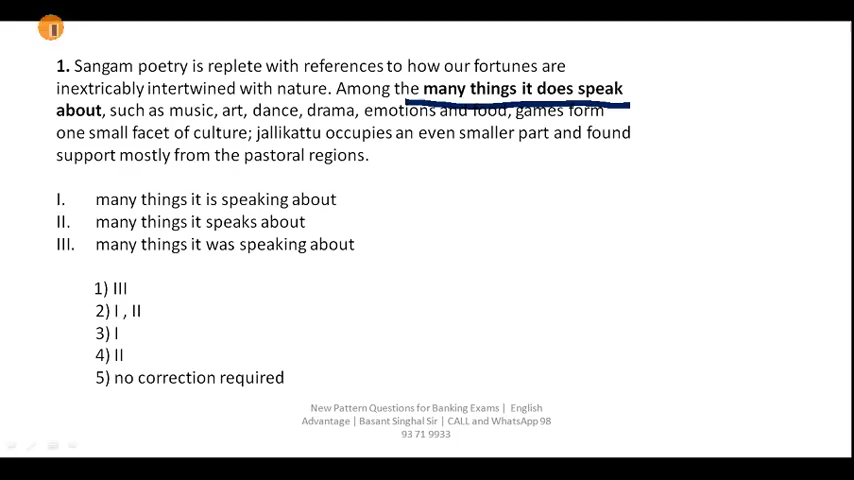 1. Sangam poetry is replete with references to how our fortunes are
inextricably intertwined with nature. Among the many things it does speak
about, such as music, art, dance, drama, emotions and food, games form
one small facet of culture; jallikattu occupies an even smaller part and found
support mostly from the pastoral regions.
I. many things it is speaking about
II. many things it speaks about
III. many things it was speaking about
1) III
2) I , II
3) I
4) II
5) no correction required
New Pattern Questions for Banking Exams | English
Advantage | Basant Singhal Sir | CALL and WhatsApp 98
93 71 9933